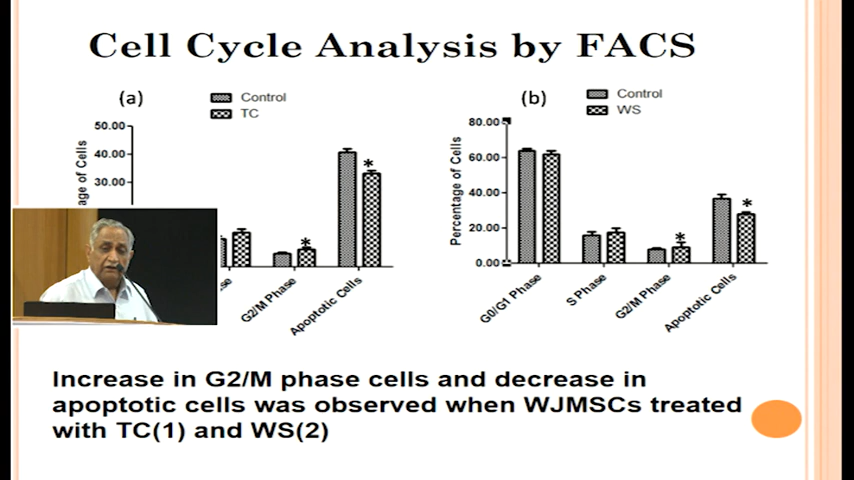 Cell Cycle Analysis by FACS
(a)
Control
TC
50.00
40.00
30.00
age of Cells
*
*
G2/M Phase
Apoptotic Cells
(b)
Control
WS
80.00
60.00
40.00
20.00
0.00
Percentage of Cells
*
*
G0/G1 Phase
S Phase
G2/M Phase
Apoptotic Cells
Increase in G2/M phase cells and decrease in
apoptotic cells was observed when WJMSCs treated
with TC(1) and WS(2)